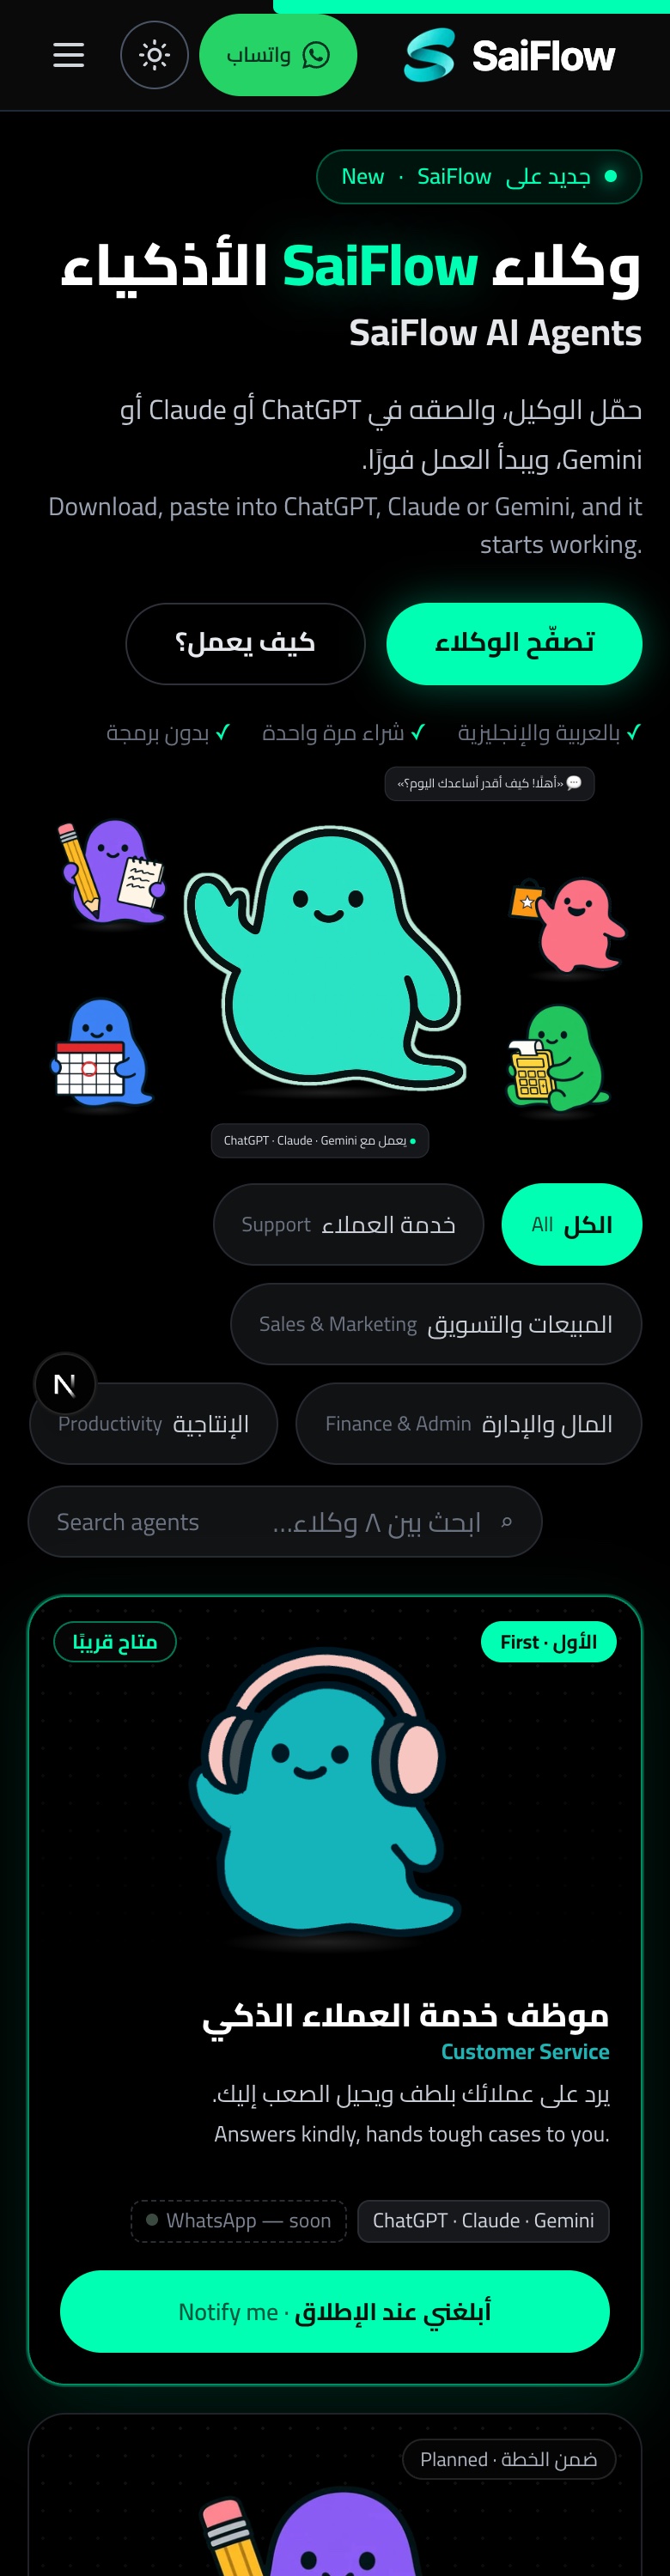 SaiFlow
واتساب
جديد على SaiFlow · New
وكلاء SaiFlow الأذكياء
SaiFlow AI Agents
حمّل الوكيل، والصقه في ChatGPT أو Claude أو
Gemini، ويبدأ العمل فورًا.
Download, paste into ChatGPT, Claude or Gemini, and it
starts working.
تصفّح الوكلاء
كيف يعمل؟
✓ بالعربية والإنجليزية ✓ شراء مرة واحدة ✓ بدون برمجة
💬 «أهلًا! كيف أقدر أساعدك اليوم؟»
يعمل مع ChatGPT · Claude · Gemini
الكل All
خدمة العملاء Support
المبيعات والتسويق Sales & Marketing
المال والإدارة Finance & Admin
الإنتاجية Productivity
N
ابحث بين ٨ وكلاء... Search agents
الأول · First
متاح قريبًا
موظف خدمة العملاء الذكي
Customer Service
يرد على عملائك بلطف ويحيل الصعب إليك.
Answers kindly, hands tough cases to you.
ChatGPT · Claude · Gemini
WhatsApp — soon
أبلغني عند الإطلاق · Notify me
ضمن الخطة · Planned